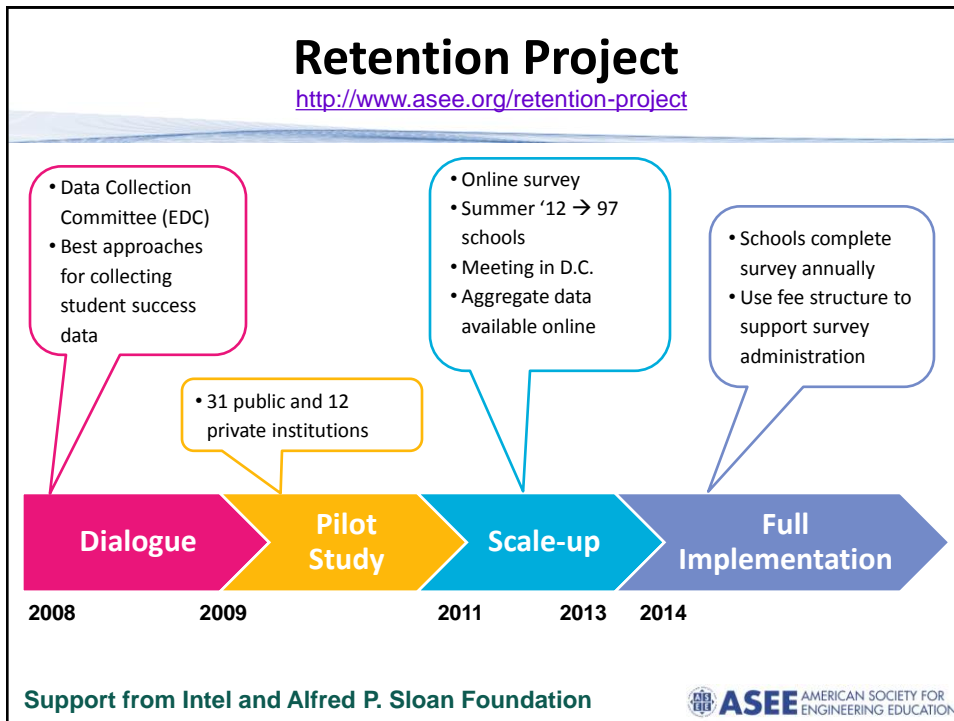 Retention Project
http://www.asee.org/retention-project
• Data Collection
Committee (EDC)
• Best approaches
for collecting
student success
data
• 31 public and 12
private institutions
• Online survey
• Summer ‘12 → 97
schools
• Meeting in D.C.
• Aggregate data
available online
• Schools complete
survey annually
• Use fee structure to
support survey
administration
Dialogue
Pilot
Study
Scale-up
Full
Implementation
2008
2009
2011
2013
2014
Support from Intel and Alfred P. Sloan Foundation
ASEE
AMERICAN SOCIETY FOR
ENGINEERING EDUCATION